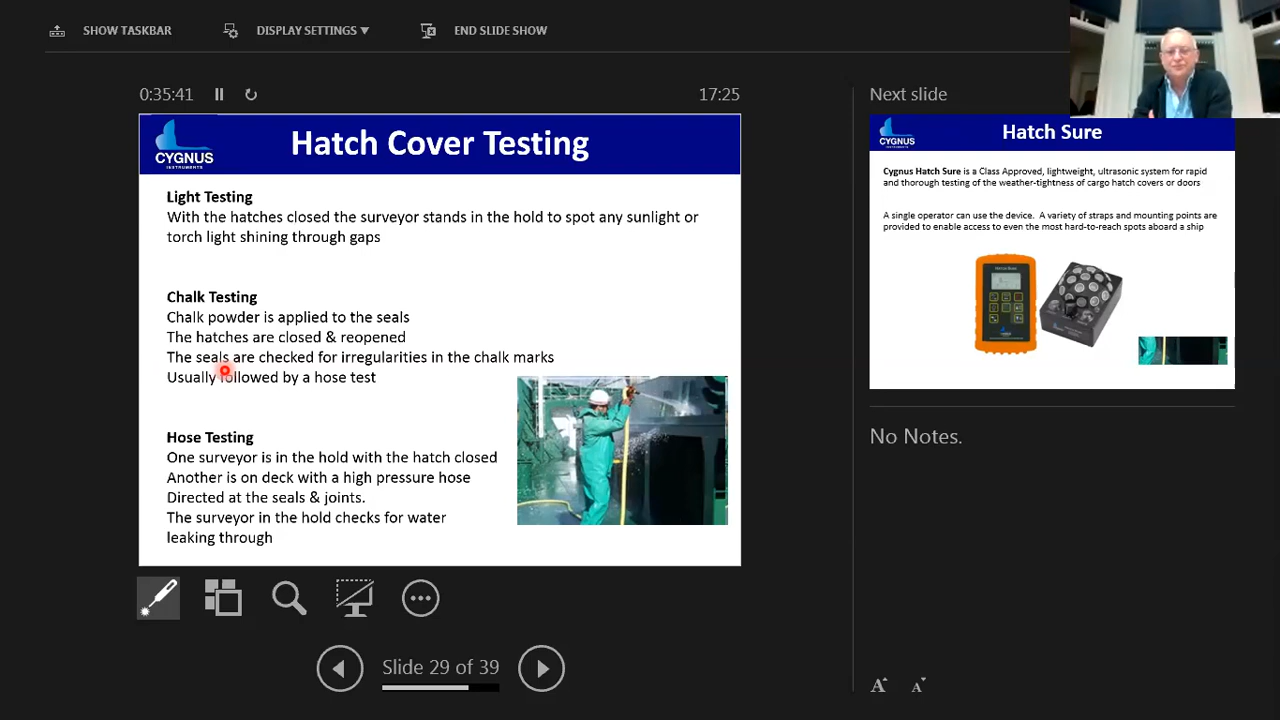 SHOW TASKBAR
DISPLAY SETTINGS
END SLIDE SHOW
0:35:41
17:25
CYGNUS
INSTRUMENTS
Hatch Cover Testing
Light Testing
With the hatches closed the surveyor stands in the hold to spot any sunlight or
torch light shining through gaps
Chalk Testing
Chalk powder is applied to the seals
The hatches are closed & reopened
The seals are checked for irregularities in the chalk marks
Usually followed by a hose test
Hose Testing
One surveyor is in the hold with the hatch closed
Another is on deck with a high pressure hose
Directed at the seals & joints.
The surveyor in the hold checks for water
leaking through
Slide 29 of 39
Next slide
CYGNUS
INSTRUMENTS
Hatch Sure
Cygnus Hatch Sure is a Class Approved, lightweight, ultrasonic system for rapid
and thorough testing of the weather-tightness of cargo hatch covers or doors
A single operator can use the device. A variety of straps and mounting points are
provided to enable access to even the most hard-to-reach spots aboard a ship
HATCH SURE
No Notes.
A
A